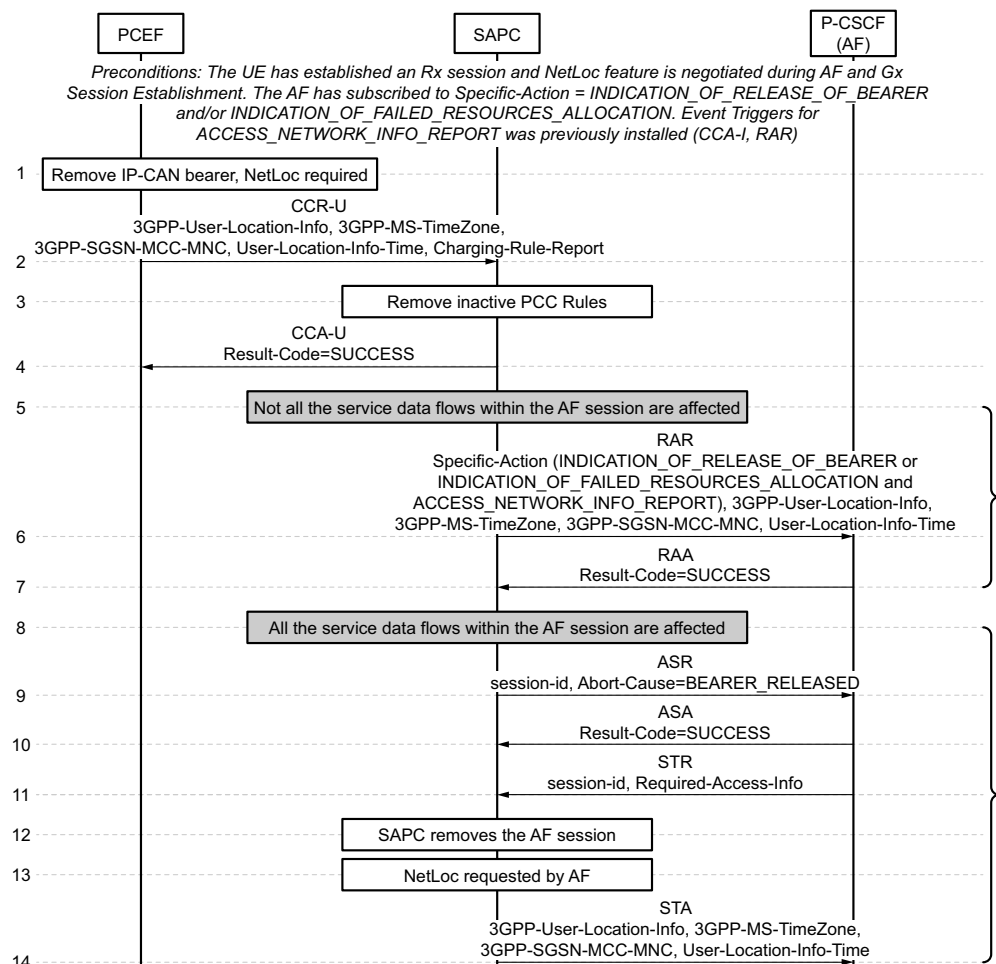 PCEF
SAPC
P-CSCF
(AF)
Preconditions: The UE has established an Rx session and NetLoc feature is negotiated during AF and Gx
Session Establishment. The AF has subscribed to Specific-Action = INDICATION_OF_RELEASE_OF_BEARER
and/or INDICATION_OF_FAILED_RESOURCES_ALLOCATION. Event Triggers for
ACCESS_NETWORK_INFO_REPORT was previously installed (CCA-I, RAR)
1
Remove IP-CAN bearer, NetLoc required
CCR-U
3GPP-User-Location-Info, 3GPP-MS-TimeZone,
3GPP-SGSN-MCC-MNC, User-Location-Info-Time, Charging-Rule-Report
2
3
Remove inactive PCC Rules
CCA-U
Result-Code=SUCCESS
4
5
Not all the service data flows within the AF session are affected
RAR
Specific-Action (INDICATION_OF_RELEASE_OF_BEARER or
INDICATION_OF_FAILED_RESOURCES_ALLOCATION and
ACCESS_NETWORK_INFO_REPORT), 3GPP-User-Location-Info,
3GPP-MS-TimeZone, 3GPP-SGSN-MCC-MNC, User-Location-Info-Time
6
RAA
Result-Code=SUCCESS
7
8
All the service data flows within the AF session are affected
ASR
session-id, Abort-Cause=BEARER_RELEASED
9
ASA
Result-Code=SUCCESS
10
STR
session-id, Required-Access-Info
11
12
SAPC removes the AF session
13
NetLoc requested by AF
STA
3GPP-User-Location-Info, 3GPP-MS-TimeZone,
3GPP-SGSN-MCC-MNC, User-Location-Info-Time
14